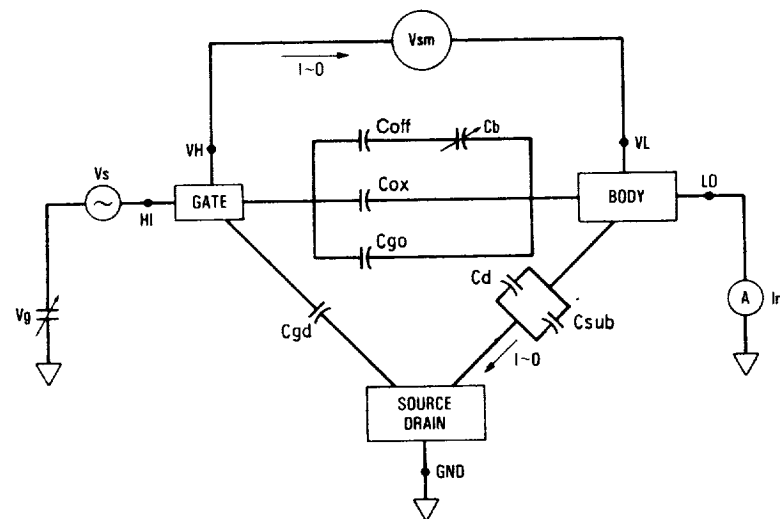 Vsm
I~0
Coff
Cb
VH
VL
Vs
Cox
LO
GATE
BODY
HI
Cgo
Cd
A
Ir
Vg
Csub
Cgd
I~0
SOURCE
DRAIN
GND